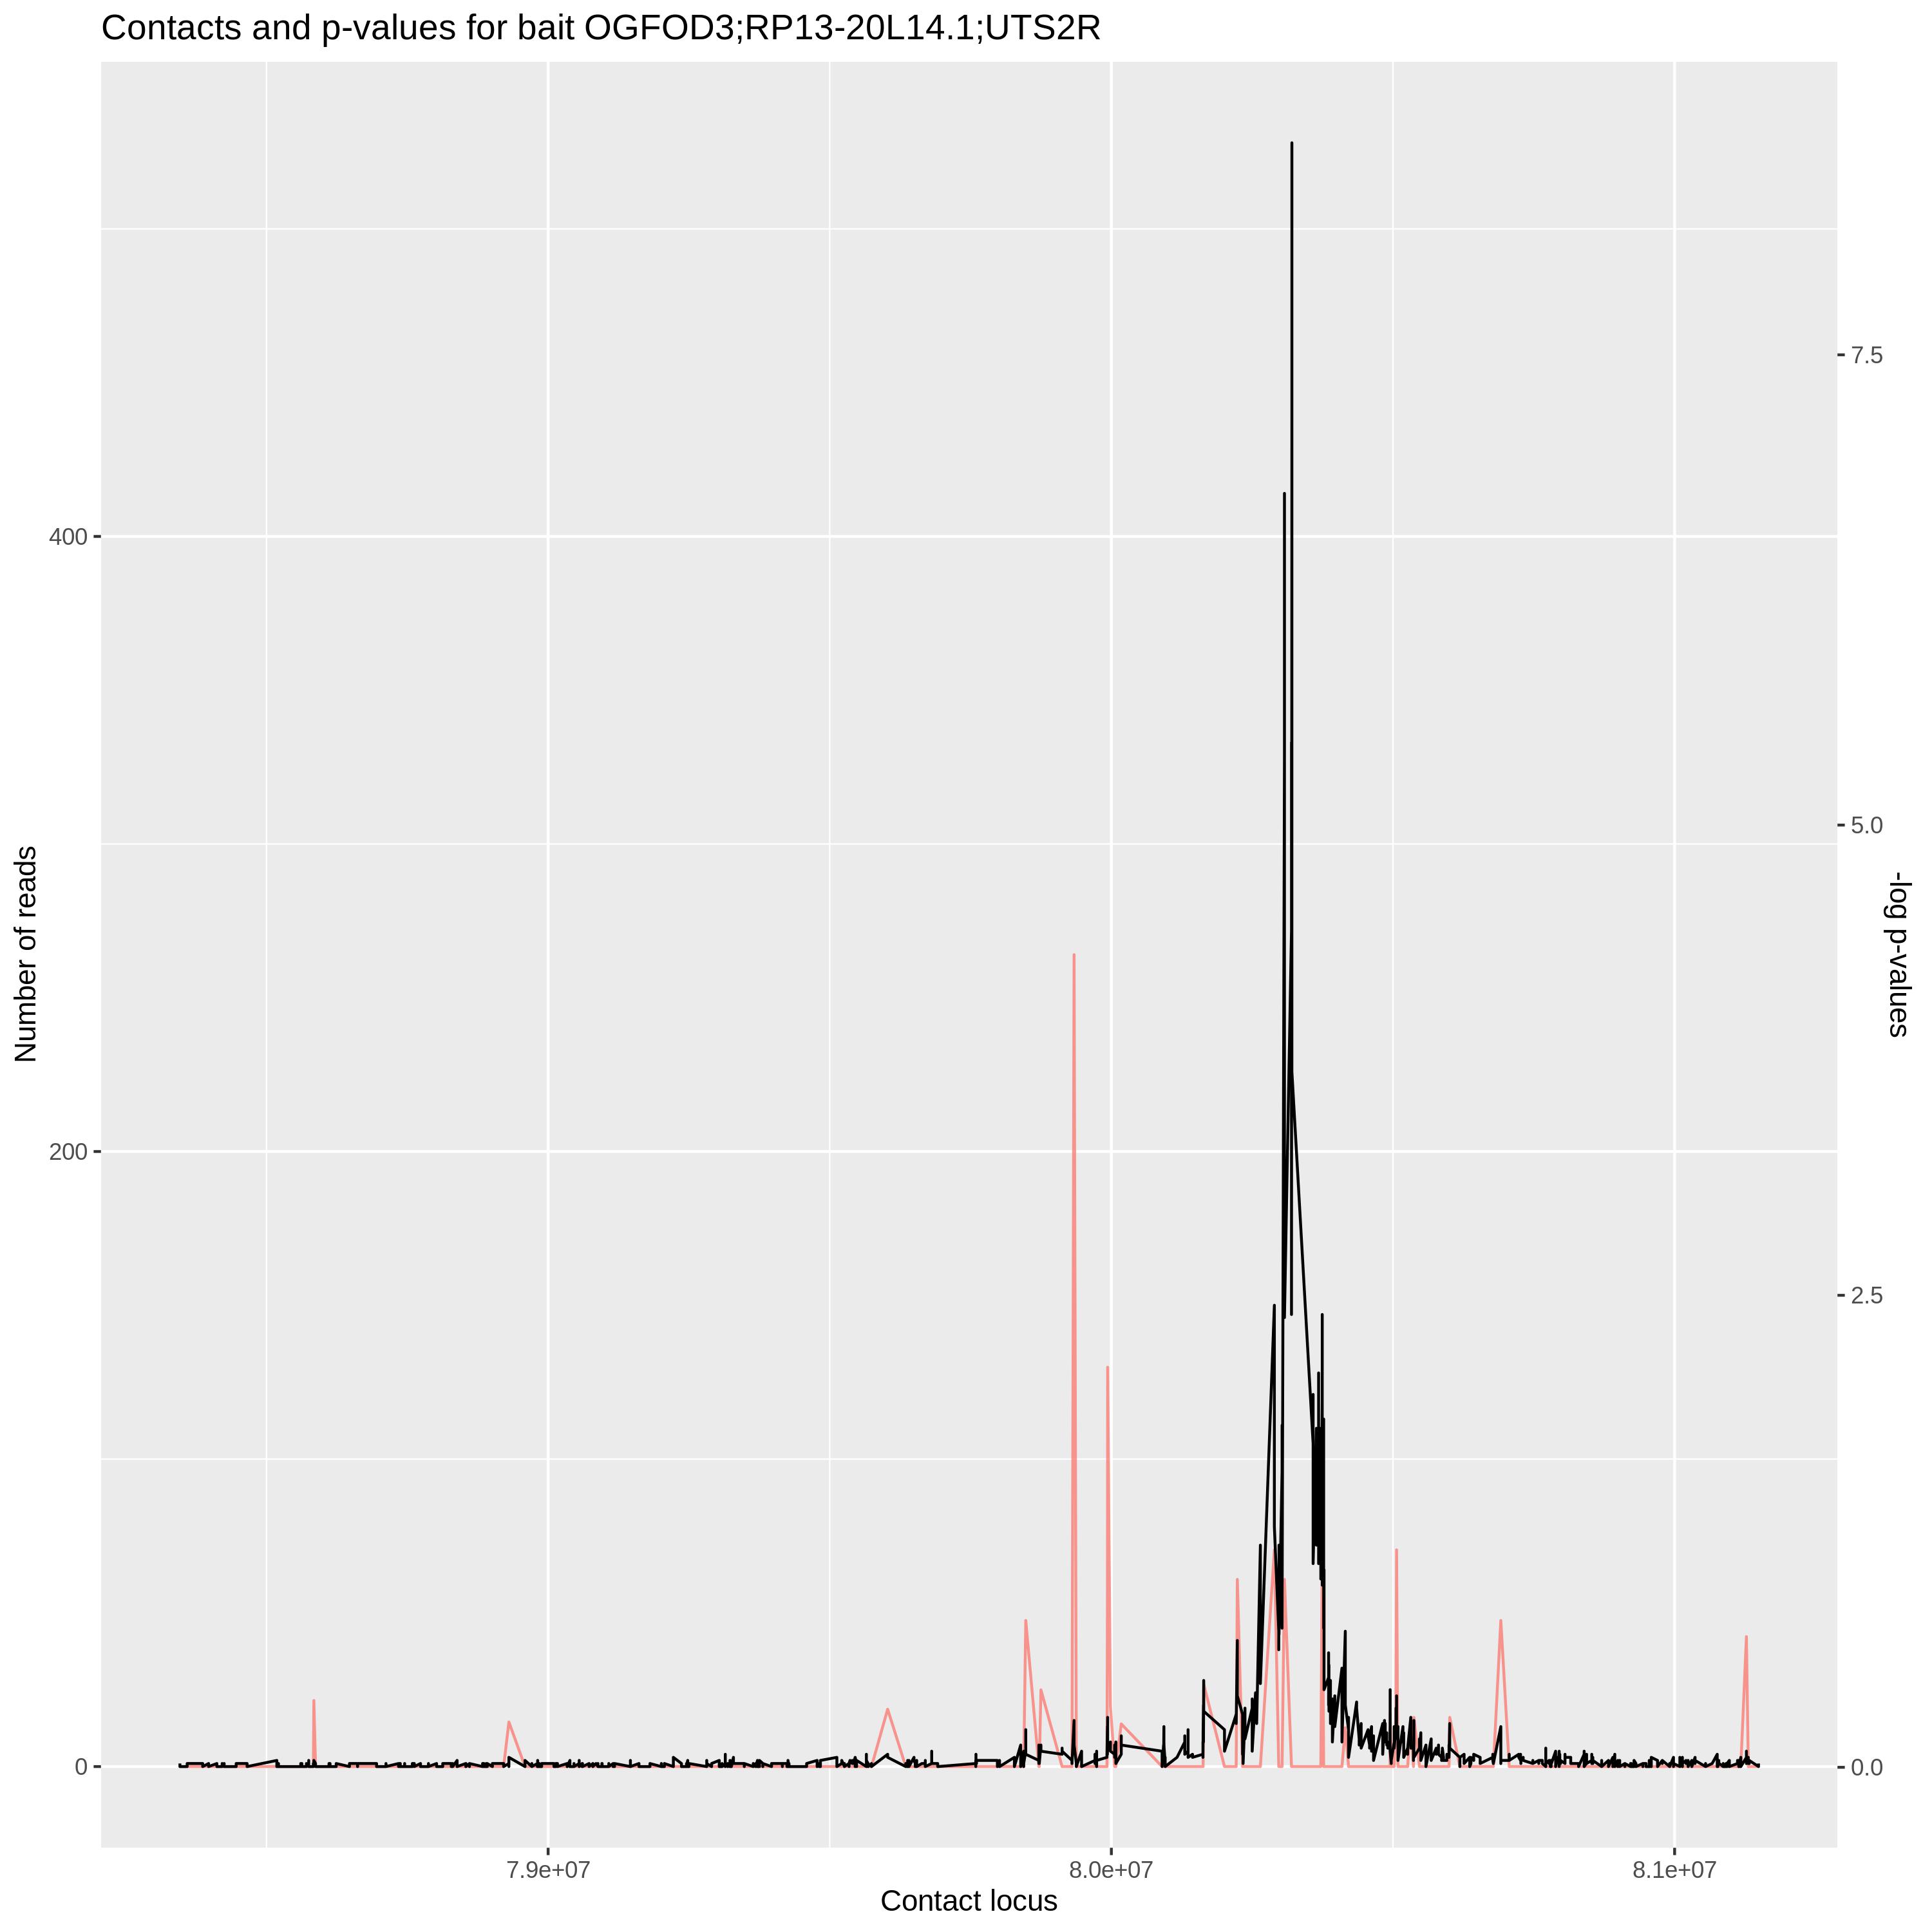 Contacts and p-values for bait OGFOD3;RP13-20L14.1;UTS2R
400
200
0
Number of reads
7.5
5.0
2.5
0.0
-log p-values
7.9e+07
8.0e+07
8.1e+07
Contact locus